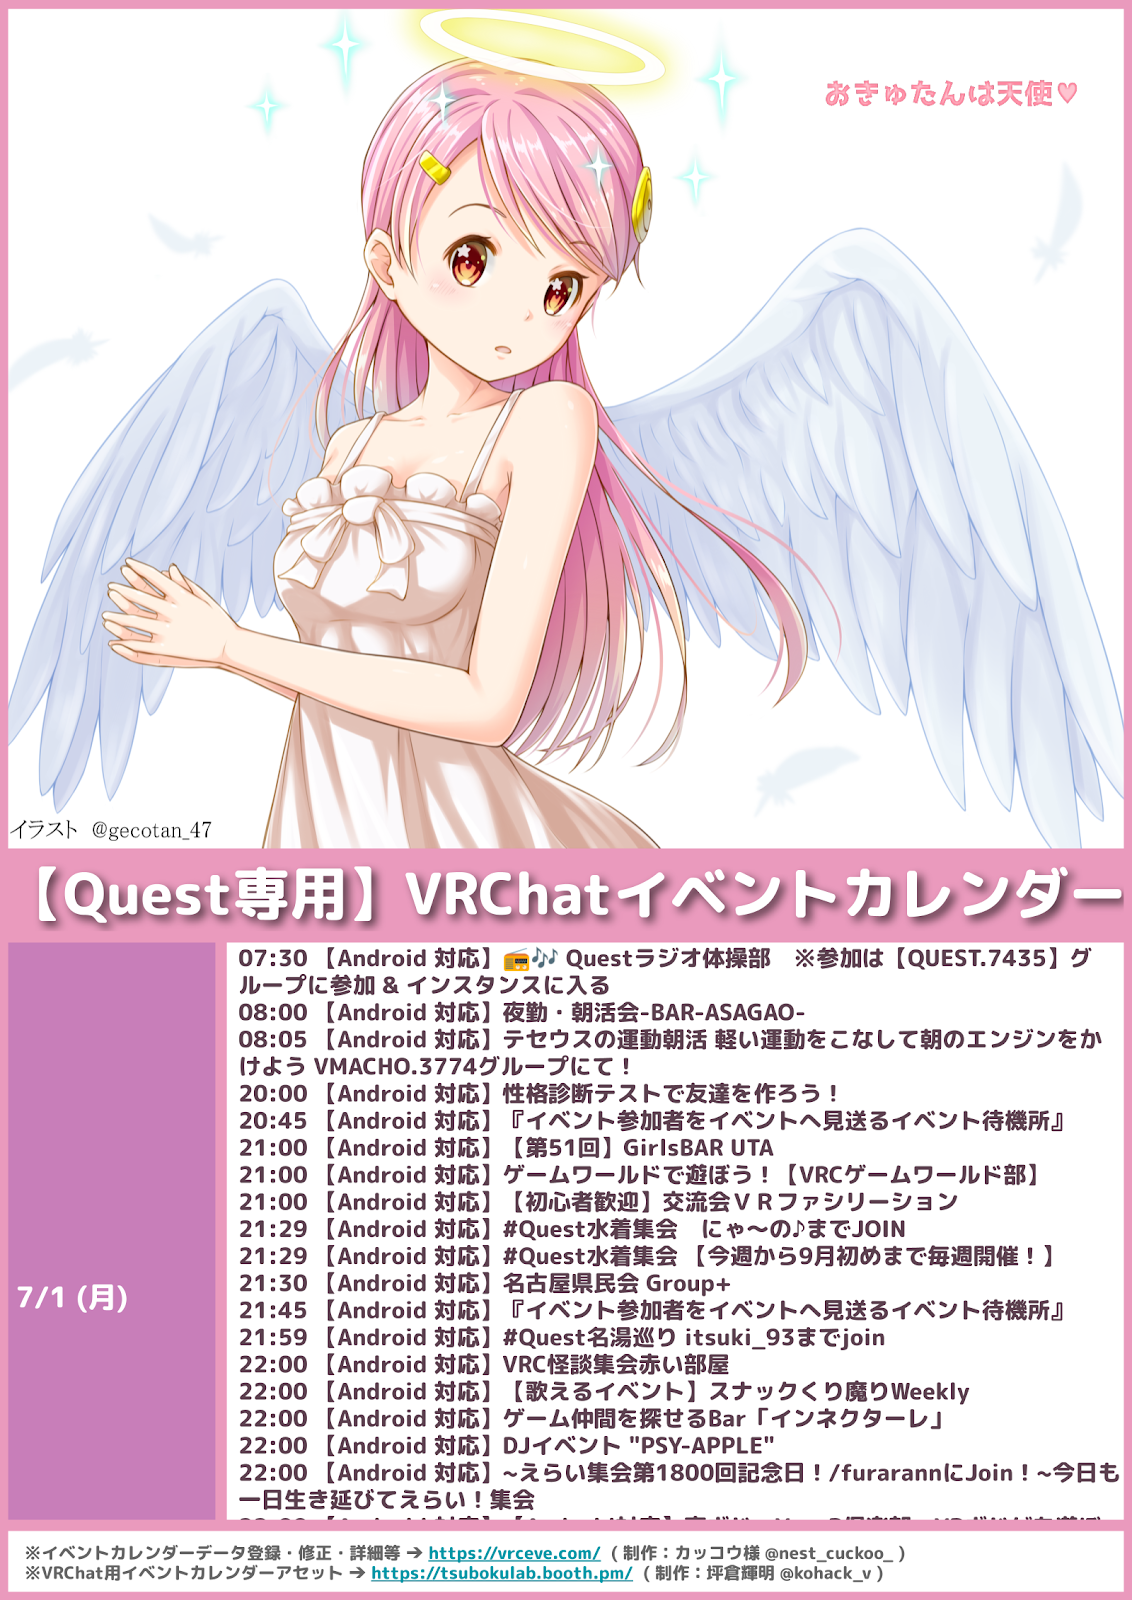 おきゅたんは天使♥
イラスト @gecotan_47
【Quest専用】VRChatイベントカレンダー
7/1 (月)
07:30 【Android 対応】📻🎶 Questラジオ体操部　※参加は【QUEST.7435】グ
ループに参加 & インスタンスに入る
08:00 【Android 対応】夜勤・朝活会-BAR-ASAGAO-
08:05 【Android 対応】テセウスの運動朝活 軽い運動をこなして朝のエンジンをか
けよう VMACHO.3774グループにて！
20:00 【Android 対応】性格診断テストで友達を作ろう！
20:45 【Android 対応】『イベント参加者をイベントへ見送るイベント待機所』
21:00 【Android 対応】【第51回】GirlsBAR UTA
21:00 【Android 対応】ゲームワールドで遊ぼう！【VRCゲームワールド部】
21:00 【Android 対応】【初心者歓迎】交流会ＶＲファシリーション
21:29 【Android 対応】#Quest水着集会　にゃ～の♪までJOIN
21:29 【Android 対応】#Quest水着集会 【今週から9月初めまで毎週開催！】
21:30 【Android 対応】名古屋県民会 Group+
21:45 【Android 対応】『イベント参加者をイベントへ見送るイベント待機所』
21:59 【Android 対応】#Quest名湯巡り itsuki_93までjoin
22:00 【Android 対応】VRC怪談集会赤い部屋
22:00 【Android 対応】【歌えるイベント】スナックくり魔りWeekly
22:00 【Android 対応】ゲーム仲間を探せるBar「インネクターレ」
22:00 【Android 対応】DJイベント "PSY-APPLE"
22:00 【Android 対応】~えらい集会第1800回記念日！/furarannにJoin！~今日も
一日生き延びてえらい！集会
※イベントカレンダーデータ登録・修正・詳細等 ➔ https://vrceve.com/ （ 制作：カッコウ様 @nest_cuckoo_ ）
※VRChat用イベントカレンダーアセット ➔ https://tsubokulab.booth.pm/ （ 制作：坪倉輝明 @kohack_v ）